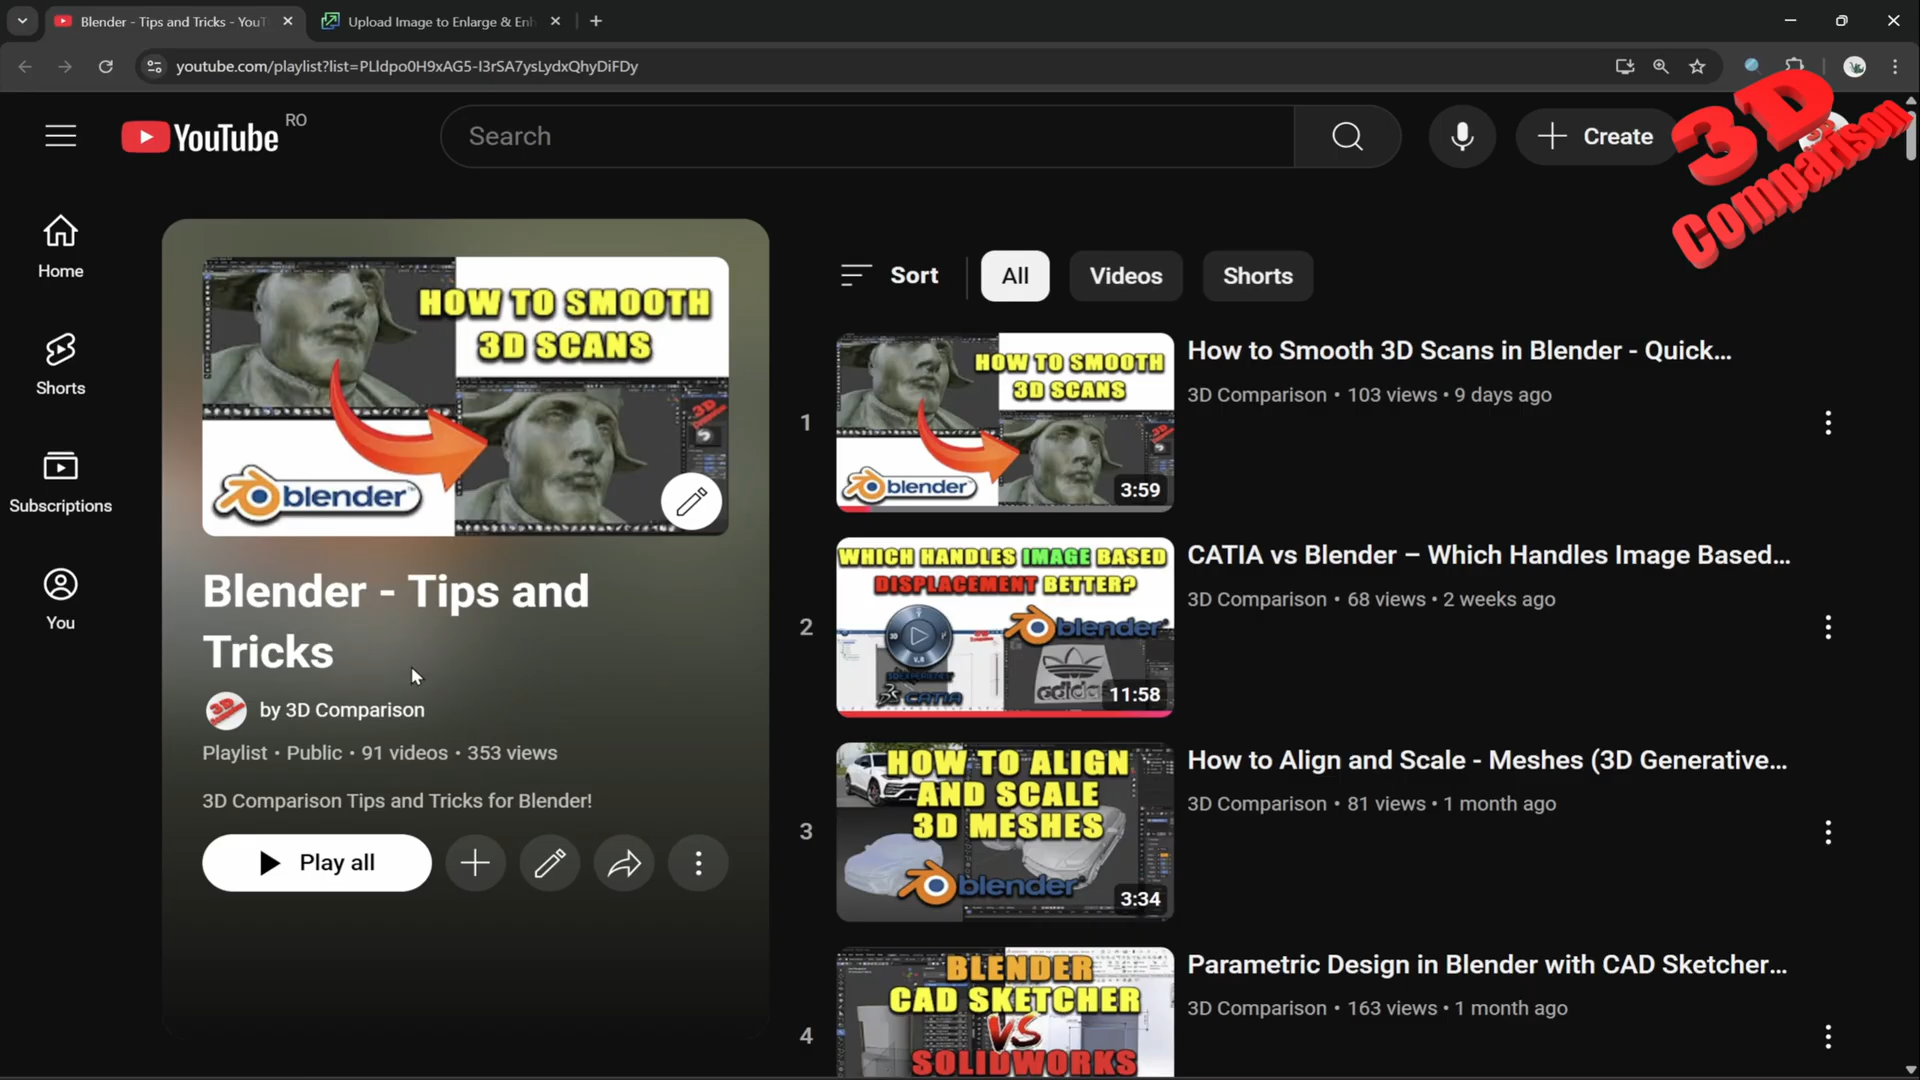 Blender - Tips and Tricks - YouT
Upload Image to Enlarge & Enh
youtube.com/playlist?list=PLldpo0H9xAG5-I3rSA7ysLydxQhyDiFDy
YouTube RO
Search
Create
3D
Comparison
Home
Shorts
Subscriptions
You
HOW TO SMOOTH
3D SCANS
blender
Blender - Tips and
Tricks
by 3D Comparison
Playlist • Public • 91 videos • 353 views
3D Comparison Tips and Tricks for Blender!
Play all
Sort
All
Videos
Shorts
1
HOW TO SMOOTH
3D SCANS
blender
3:59
How to Smooth 3D Scans in Blender - Quick...
3D Comparison • 103 views • 9 days ago
2
WHICH HANDLES IMAGE BASED
DISPLACEMENT BETTER?
3D
V.R
blender
3DEXPERIENCE
CATIA
adidas
11:58
CATIA vs Blender – Which Handles Image Based...
3D Comparison • 68 views • 2 weeks ago
3
HOW TO ALIGN
AND SCALE
3D MESHES
blender
3:34
How to Align and Scale - Meshes (3D Generative...
3D Comparison • 81 views • 1 month ago
4
BLENDER
CAD SKETCHER
VS
SOLIDWORKS
Parametric Design in Blender with CAD Sketcher...
3D Comparison • 163 views • 1 month ago